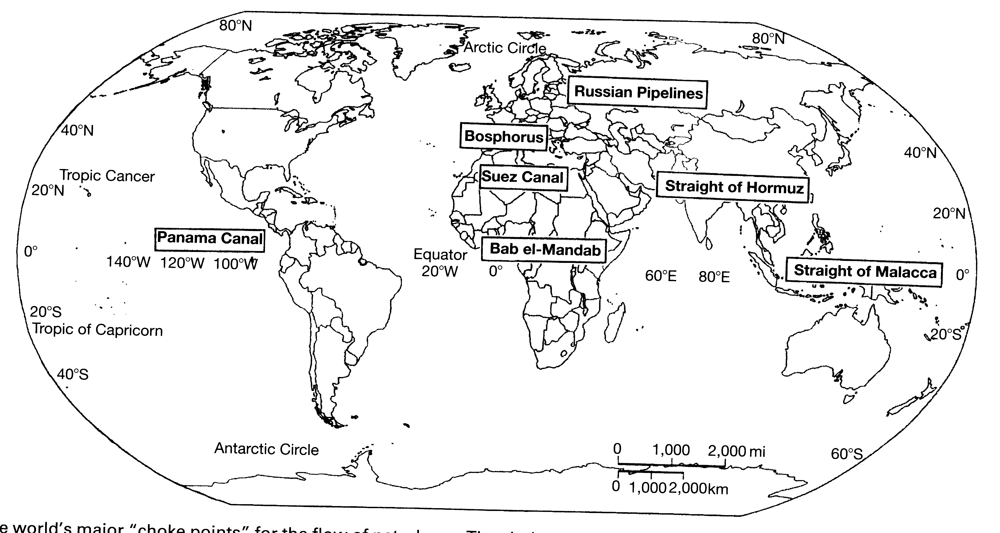 80°N
80°N
Arctic Circle
Russian Pipelines
40°N
Bosphorus
40°N
Tropic Cancer
Suez Canal
20°N
Straight of Hormuz
20°N
Panama Canal
0°
Equator
Bab el-Mandab
140°W 120°W 100°W
20°W
0°
60°E
80°E
Straight of Malacca
0°
20°S
Tropic of Capricorn
20°S
40°S
Antarctic Circle
0 1,000 2,000 mi
60°S
0 1,000 2,000km
world's major “choke points” for the flow of